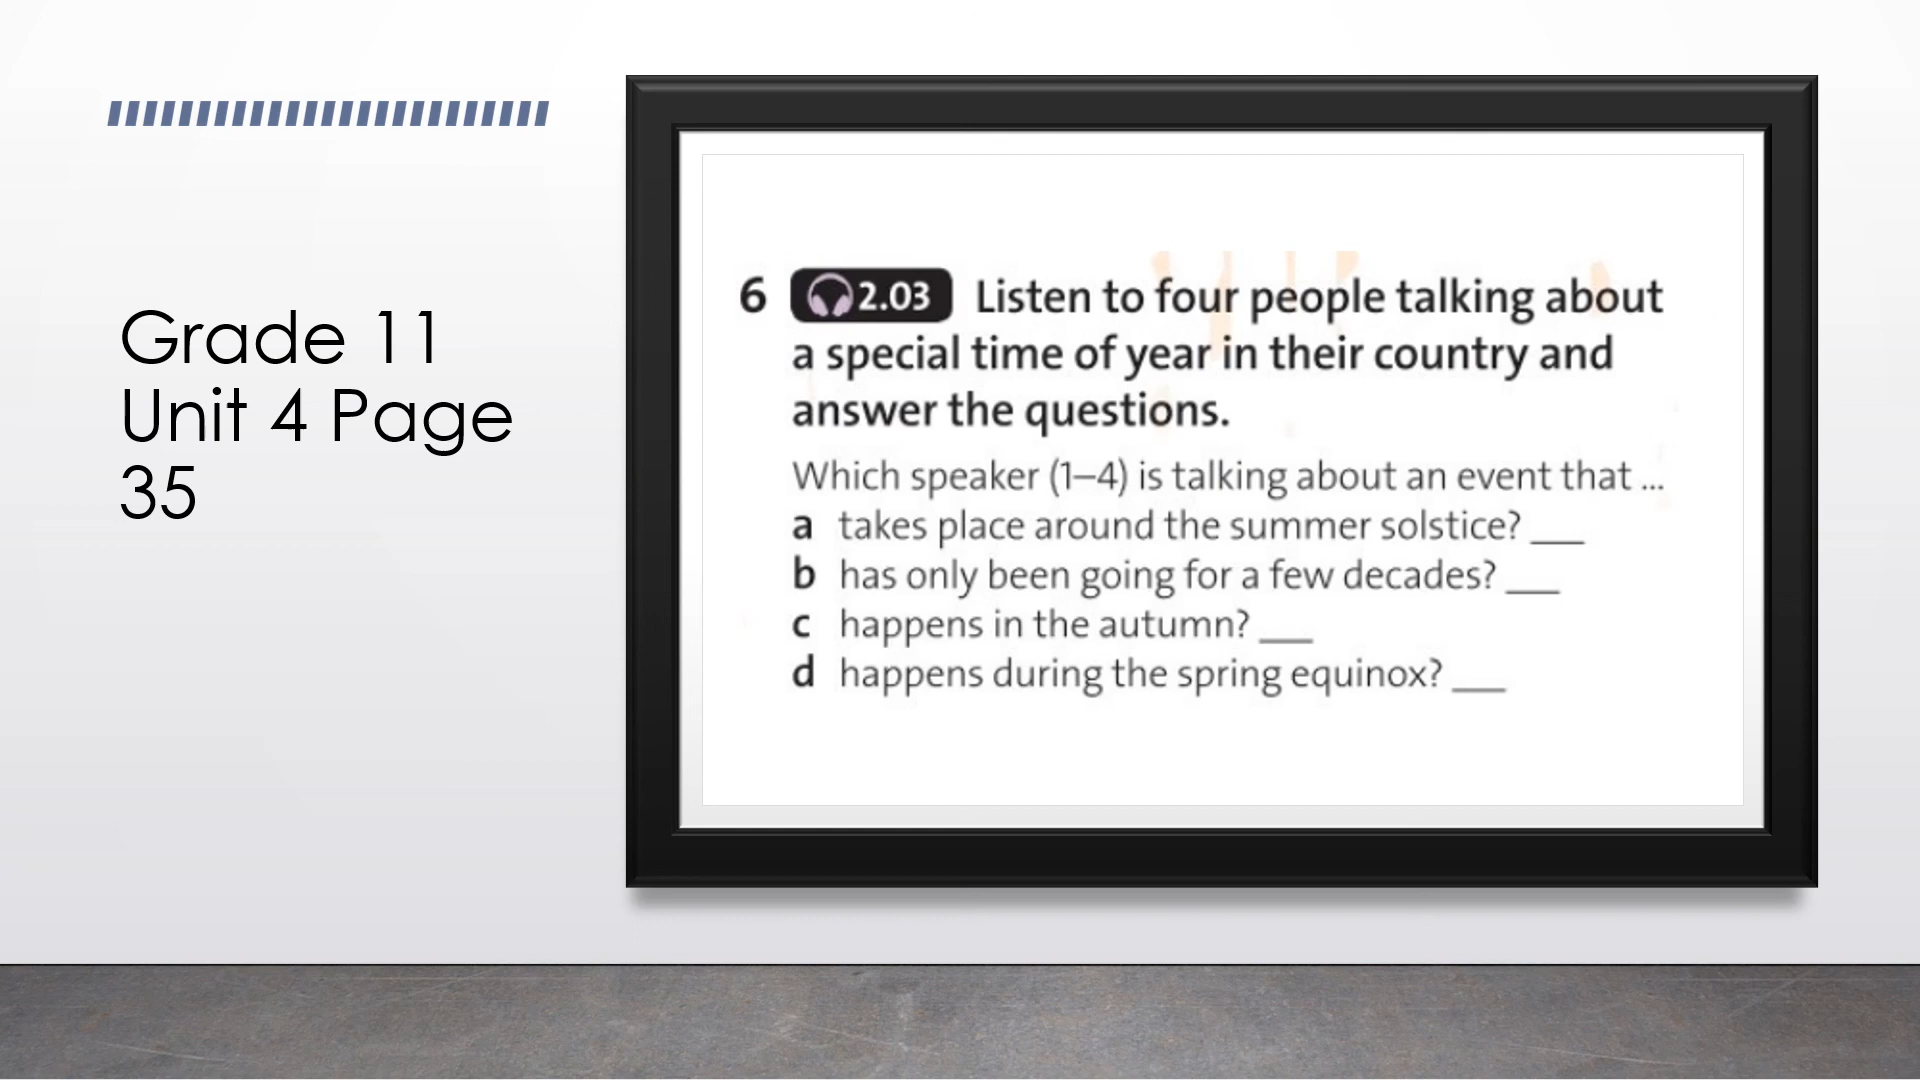 Grade 11
Unit 4 Page
35
6 2.03 Listen to four people talking about
a special time of year in their country and
answer the questions.
Which speaker (1–4) is talking about an event that ...
a takes place around the summer solstice? ___
b has only been going for a few decades? ___
c happens in the autumn? ___
d happens during the spring equinox? ___